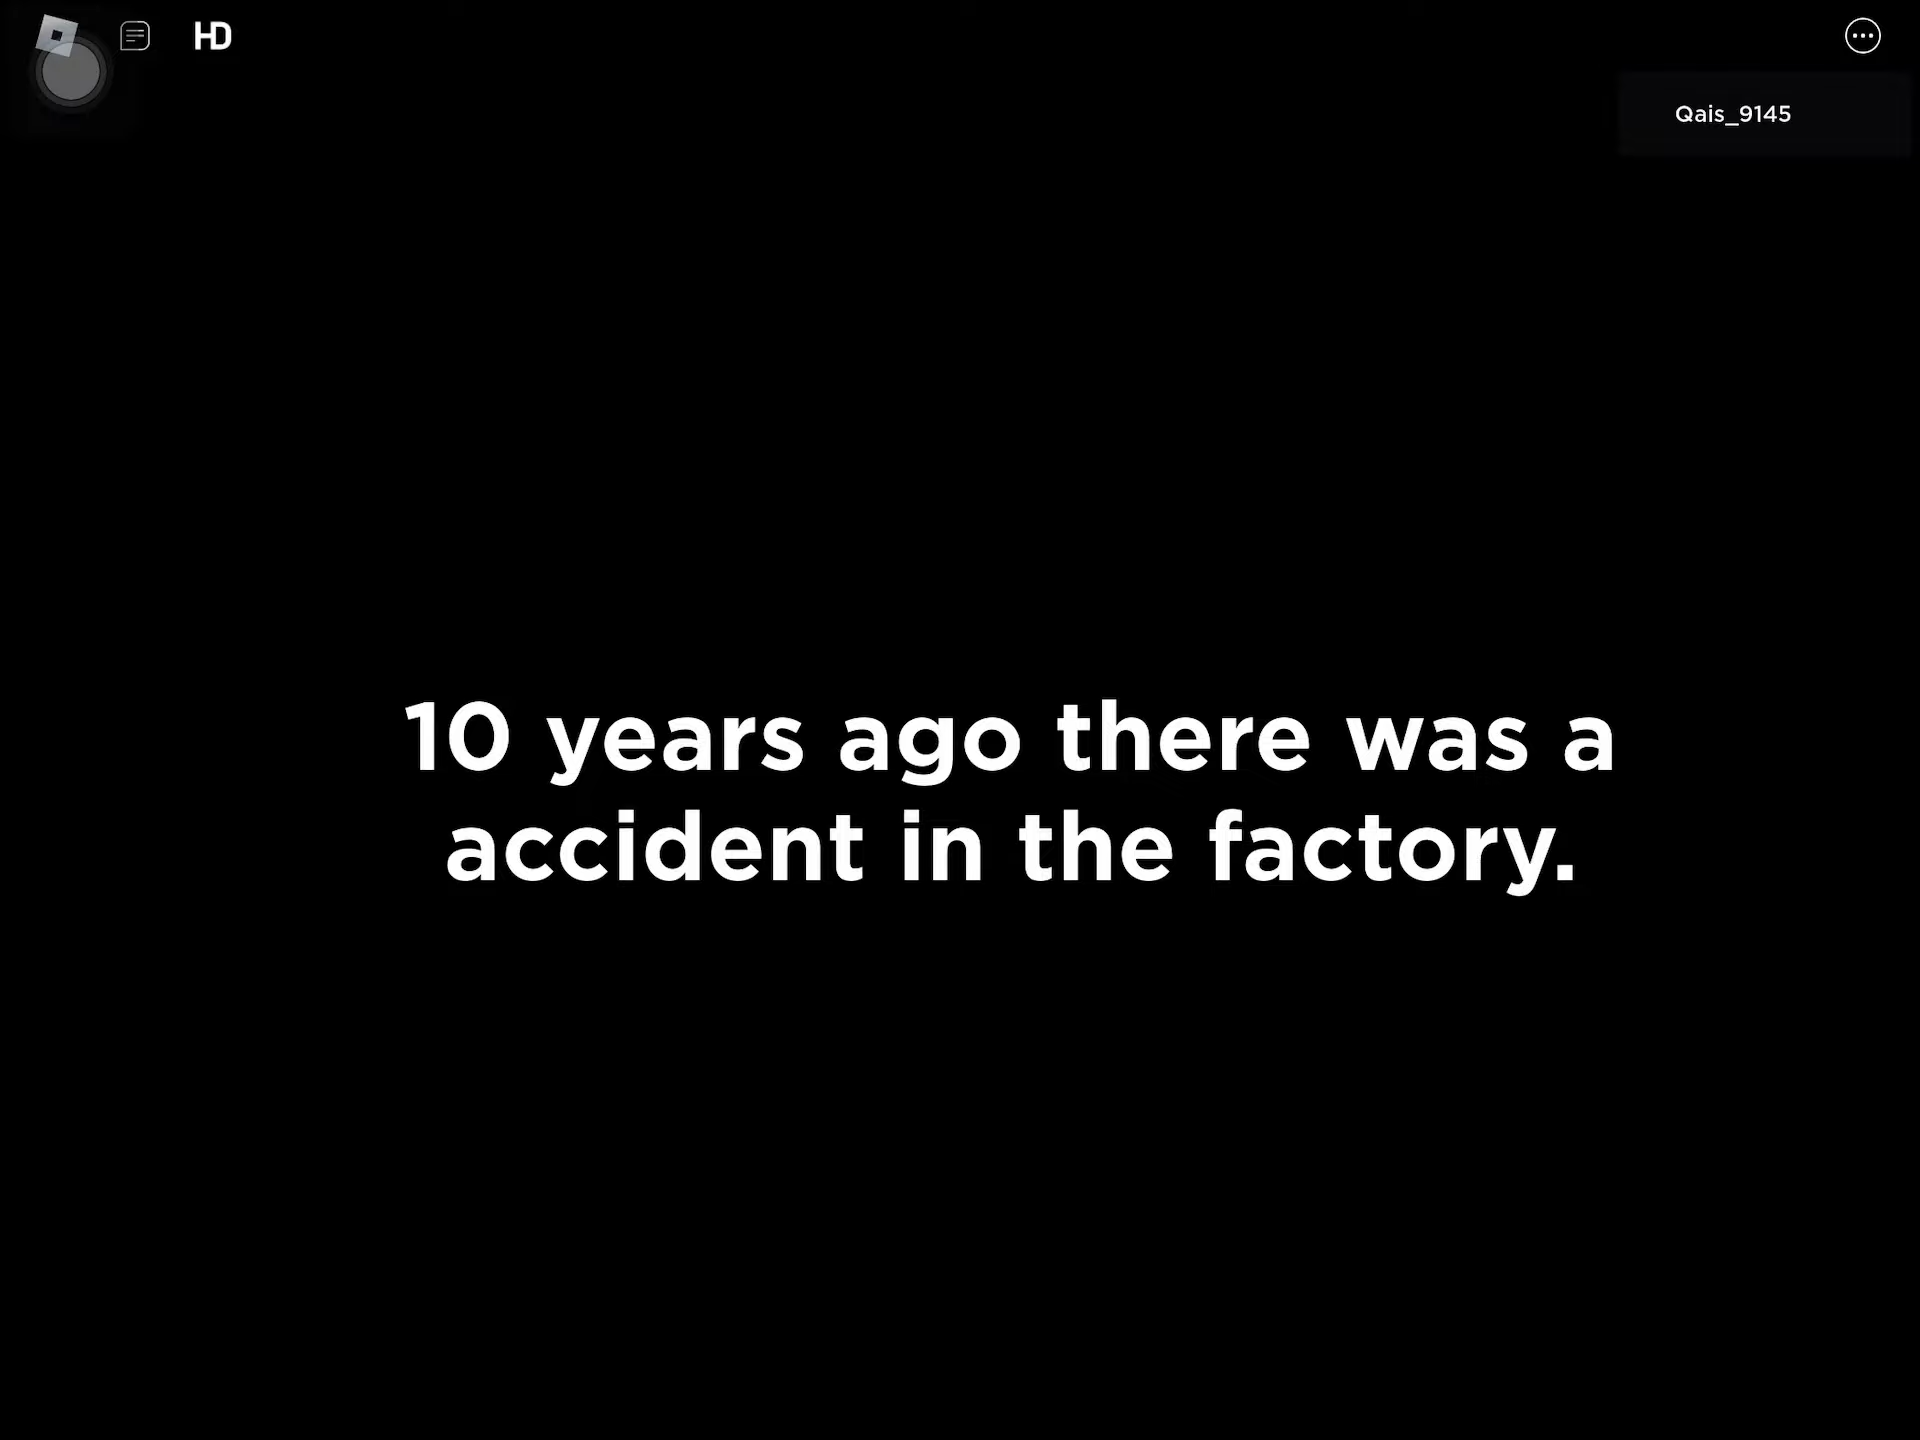 HD
Qais_9145
10 years ago there was a
accident in the factory.